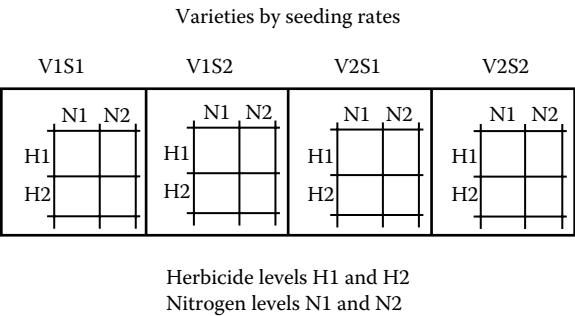 Varieties by seeding rates
V1S1 V1S2 V2S1 V2S2
N1 N2 N1 N2 N1 N2 N1 N2
H1 H1 H1 H1
H2 H2 H2 H2
Herbicide levels H1 and H2
Nitrogen levels N1 and N2